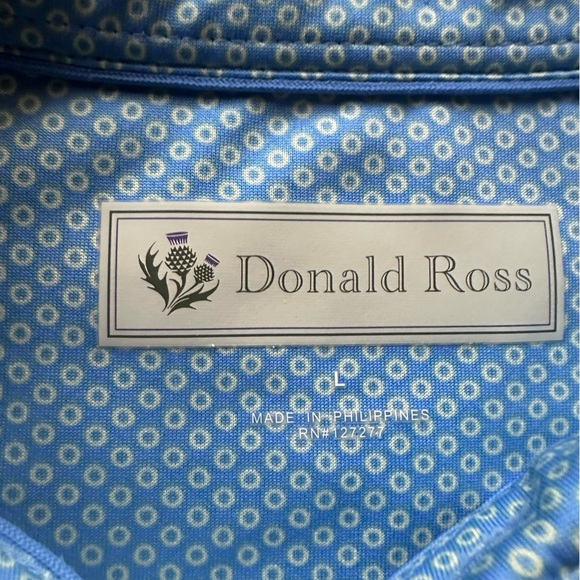 Donald Ross
L
MADE IN PHILIPPINES
RN#127277